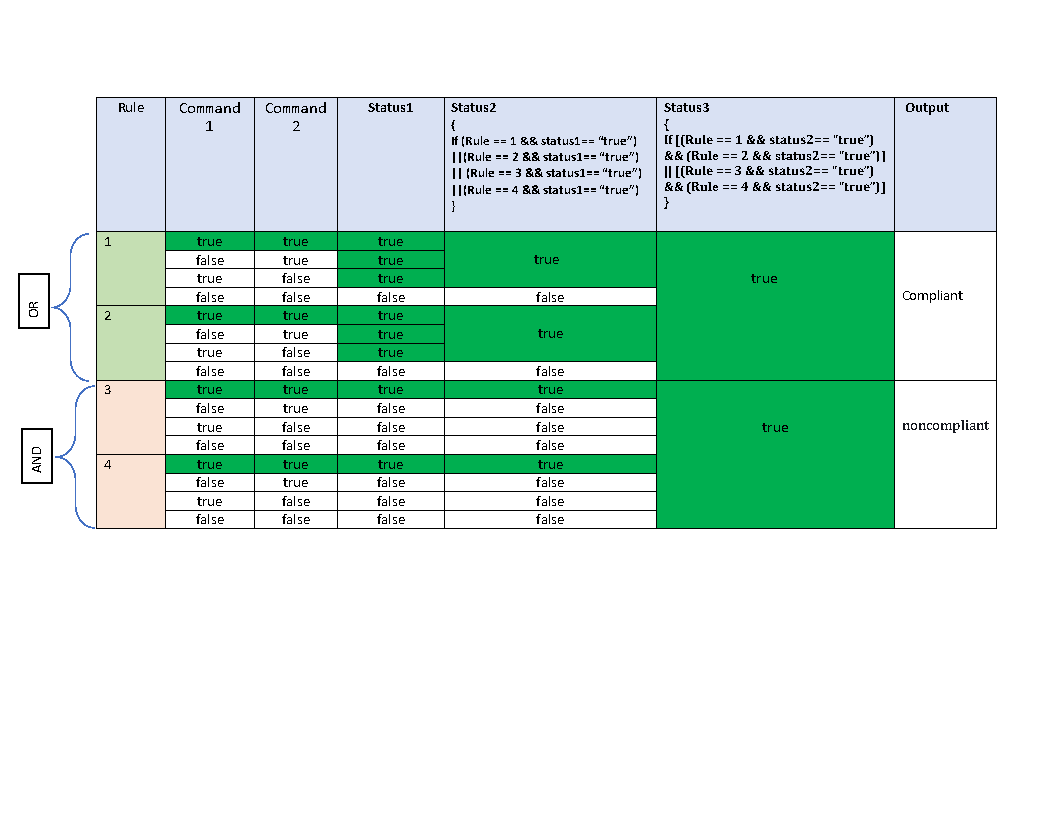 Rule
Command
1
Command
2
Status1
Status2
{
If (Rule == 1 && status1== “true”)
||(Rule == 2 && status1== “true”)
|| (Rule == 3 && status1== “true”)
||(Rule == 4 && status1== “true”)
}
Status3
{
If [(Rule == 1 && status2== "true")
&& (Rule == 2 && status2== "true")]
|| [(Rule == 3 && status2== "true")
&& (Rule == 4 && status2== "true")]
}
Output
OR
1
true true true
false true true
true false true
false false false
true
false
2
true true true
false true true
true false true
false false false
true
false
true
Compliant
AND
3
true true true true
false true false false
true false false false
false false false false
4
true true true true
false true false false
true false false false
false false false false
true
noncompliant